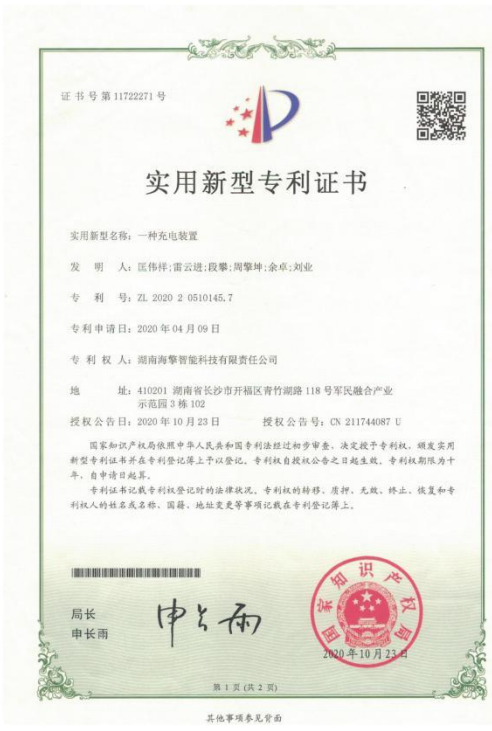 证书号第11722271号
实用新型专利证书
实用新型名称：一种充电装置
发 明 人：匡伟祥;雷云进;段攀;周擎坤;余卓;刘业
专 利 号：ZL 2020 2 0510145.7
专利申请日：2020年04月09日
专 利 权 人：湖南海擎智能科技有限责任公司
地 址：410201 湖南省长沙市开福区青竹湖路118号军民融合产业
示范园3栋102
授权公告日：2020年10月23日 授权公告号：CN 211744087 U
国家知识产权局依照中华人民共和国专利法经过初步审查，决定授予专利权，颁发实用
新型专利证书并在专利登记簿上予以登记。专利权自授权公告之日起生效。专利权期限为十
年，自申请日起算。
专利证书记载专利权登记时的法律状况。专利权的转移、质押、无效、终止、恢复和专
利权人的姓名或名称、国籍、地址变更等事项记载在专利登记簿上。
局长
申长雨
申长雨
国家知识产权局
2020年10月23日
第 1 页 (共 2 页)
其他事项参见背面